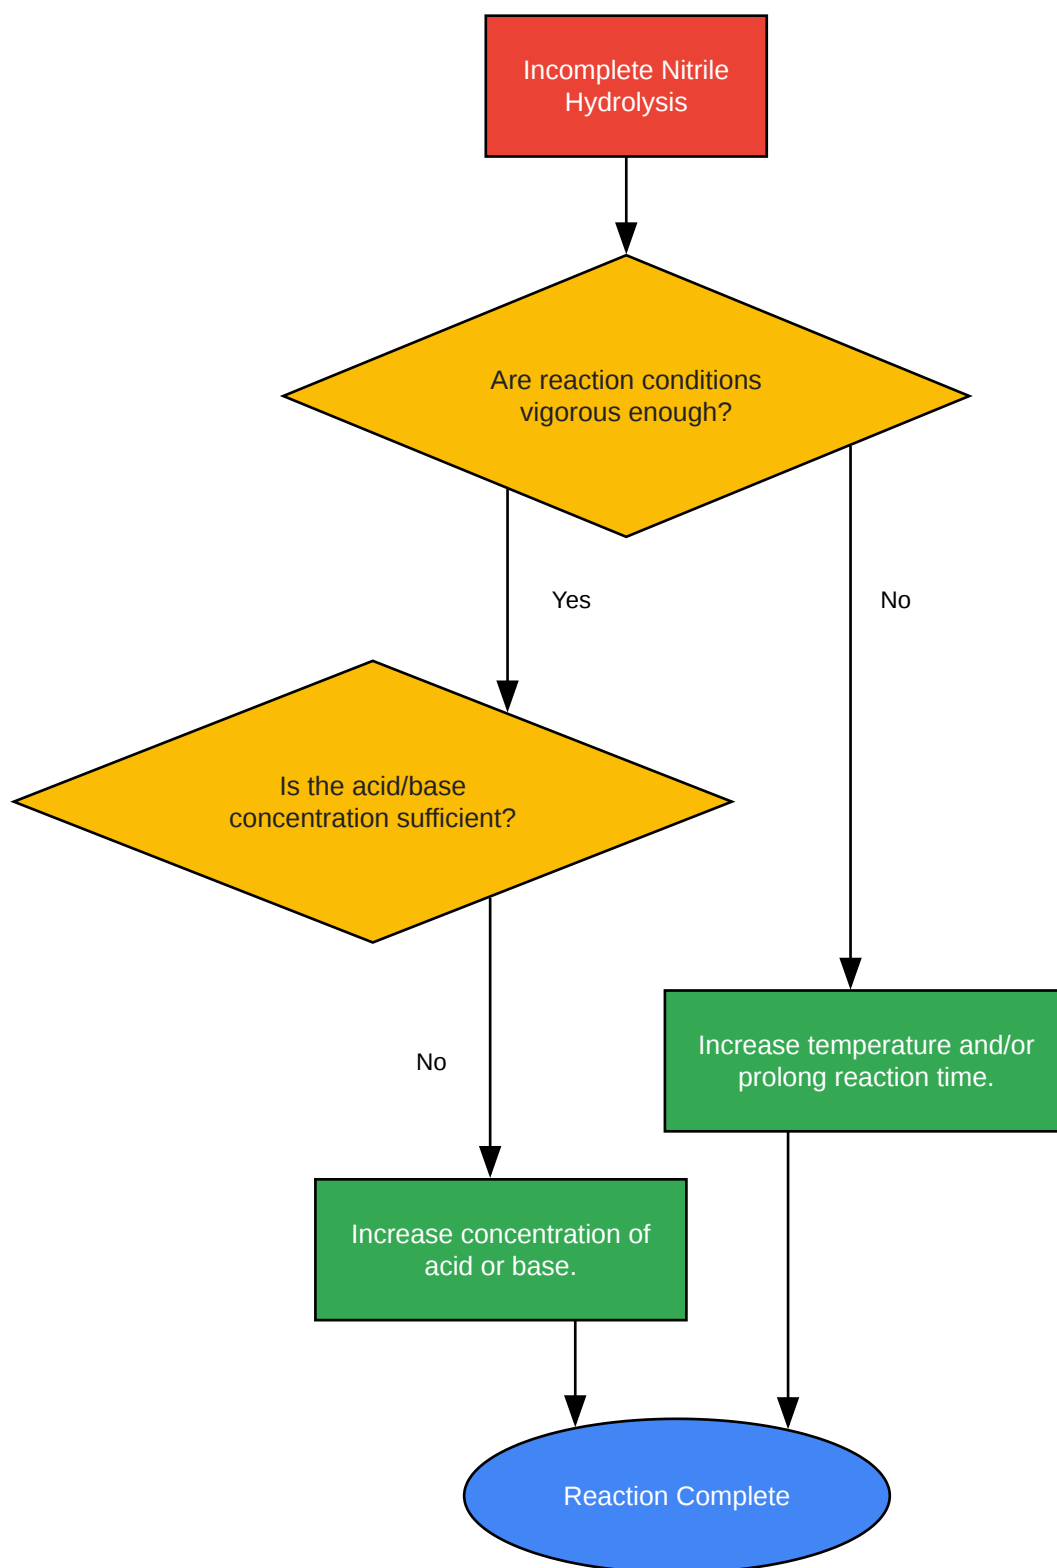 Incomplete Nitrile
Hydrolysis
Are reaction conditions
vigorous enough?
Yes
No
Is the acid/base
concentration sufficient?
No
Increase temperature and/or
prolong reaction time.
Increase concentration of
acid or base.
Reaction Complete